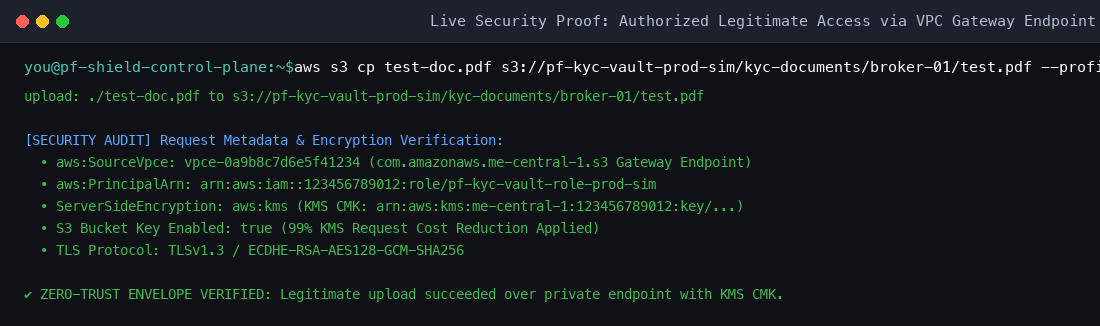 Live Security Proof: Authorized Legitimate Access via VPC Gateway Endpoint
you@pf-shield-control-plane:~$aws s3 cp test-doc.pdf s3://pf-kyc-vault-prod-sim/kyc-documents/broker-01/test.pdf --profi
upload: ./test-doc.pdf to s3://pf-kyc-vault-prod-sim/kyc-documents/broker-01/test.pdf
[SECURITY AUDIT] Request Metadata & Encryption Verification:
• aws:SourceVpce: vpce-0a9b8c7d6e5f41234 (com.amazonaws.me-central-1.s3 Gateway Endpoint)
• aws:PrincipalArn: arn:aws:iam::123456789012:role/pf-kyc-vault-role-prod-sim
• ServerSideEncryption: aws:kms (KMS CMK: arn:aws:kms:me-central-1:123456789012:key/...)
• S3 Bucket Key Enabled: true (99% KMS Request Cost Reduction Applied)
• TLS Protocol: TLSv1.3 / ECDHE-RSA-AES128-GCM-SHA256
✔ ZERO-TRUST ENVELOPE VERIFIED: Legitimate upload succeeded over private endpoint with KMS CMK.